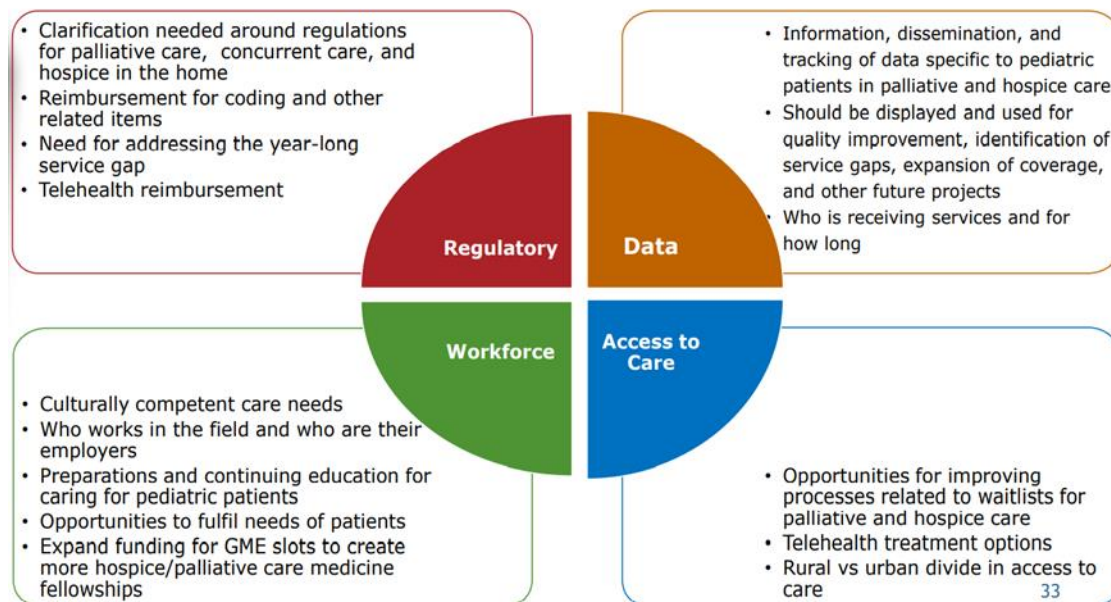 • Clarification needed around regulations
for palliative care, concurrent care, and
hospice in the home
• Reimbursement for coding and other
related items
• Need for addressing the year-long
service gap
• Telehealth reimbursement
Regulatory
• Information, dissemination, and
tracking of data specific to pediatric
patients in palliative and hospice care
• Should be displayed and used for
quality improvement, identification of
service gaps, expansion of coverage,
and other future projects
• Who is receiving services and for
how long
Data
Workforce
• Culturally competent care needs
• Who works in the field and who are their
employers
• Preparations and continuing education for
caring for pediatric patients
• Opportunities to fulfil needs of patients
• Expand funding for GME slots to create
more hospice/palliative care medicine
fellowships
Access to
Care
• Opportunities for improving
processes related to waitlists for
palliative and hospice care
• Telehealth treatment options
• Rural vs urban divide in access to
care
33